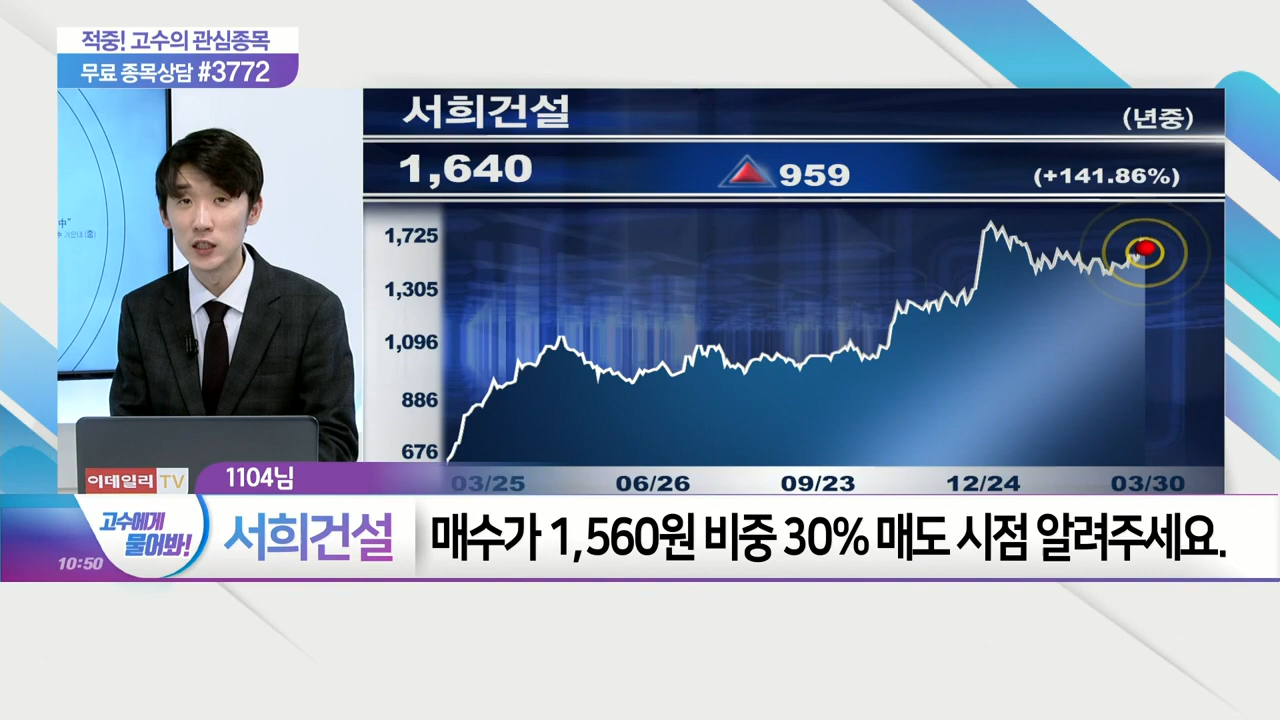 적중! 고수의 관심종목
무료 종목상담 #3772
中"
서희건설
(년중)
1,640
959
(+141.86%)
1,725
1,305
1,096
886
676
03/25
06/26
09/23
12/24
03/30
이데일리 TV
1104님
고수에게
물어봐!
10:50
서희건설
매수가 1,560원 비중 30% 매도 시점 알려주세요.